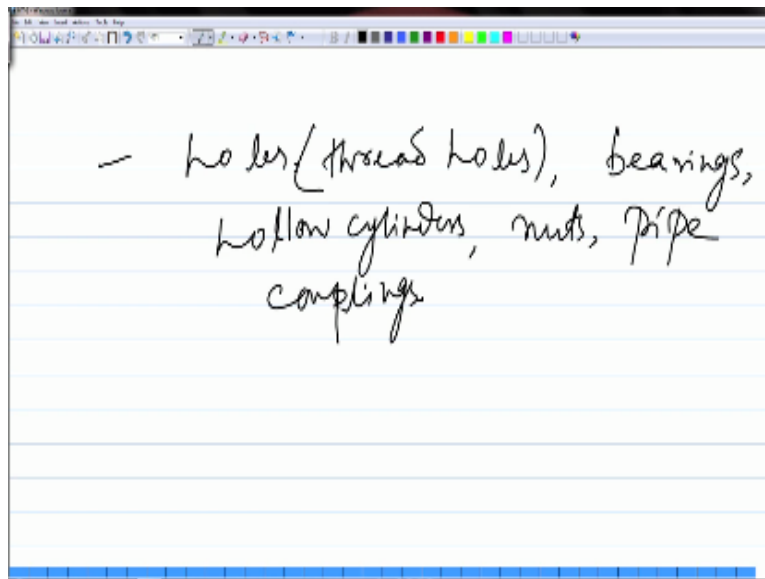 – holes (thread holes), bearings,
hollow cylinders, nuts, pipe
couplings